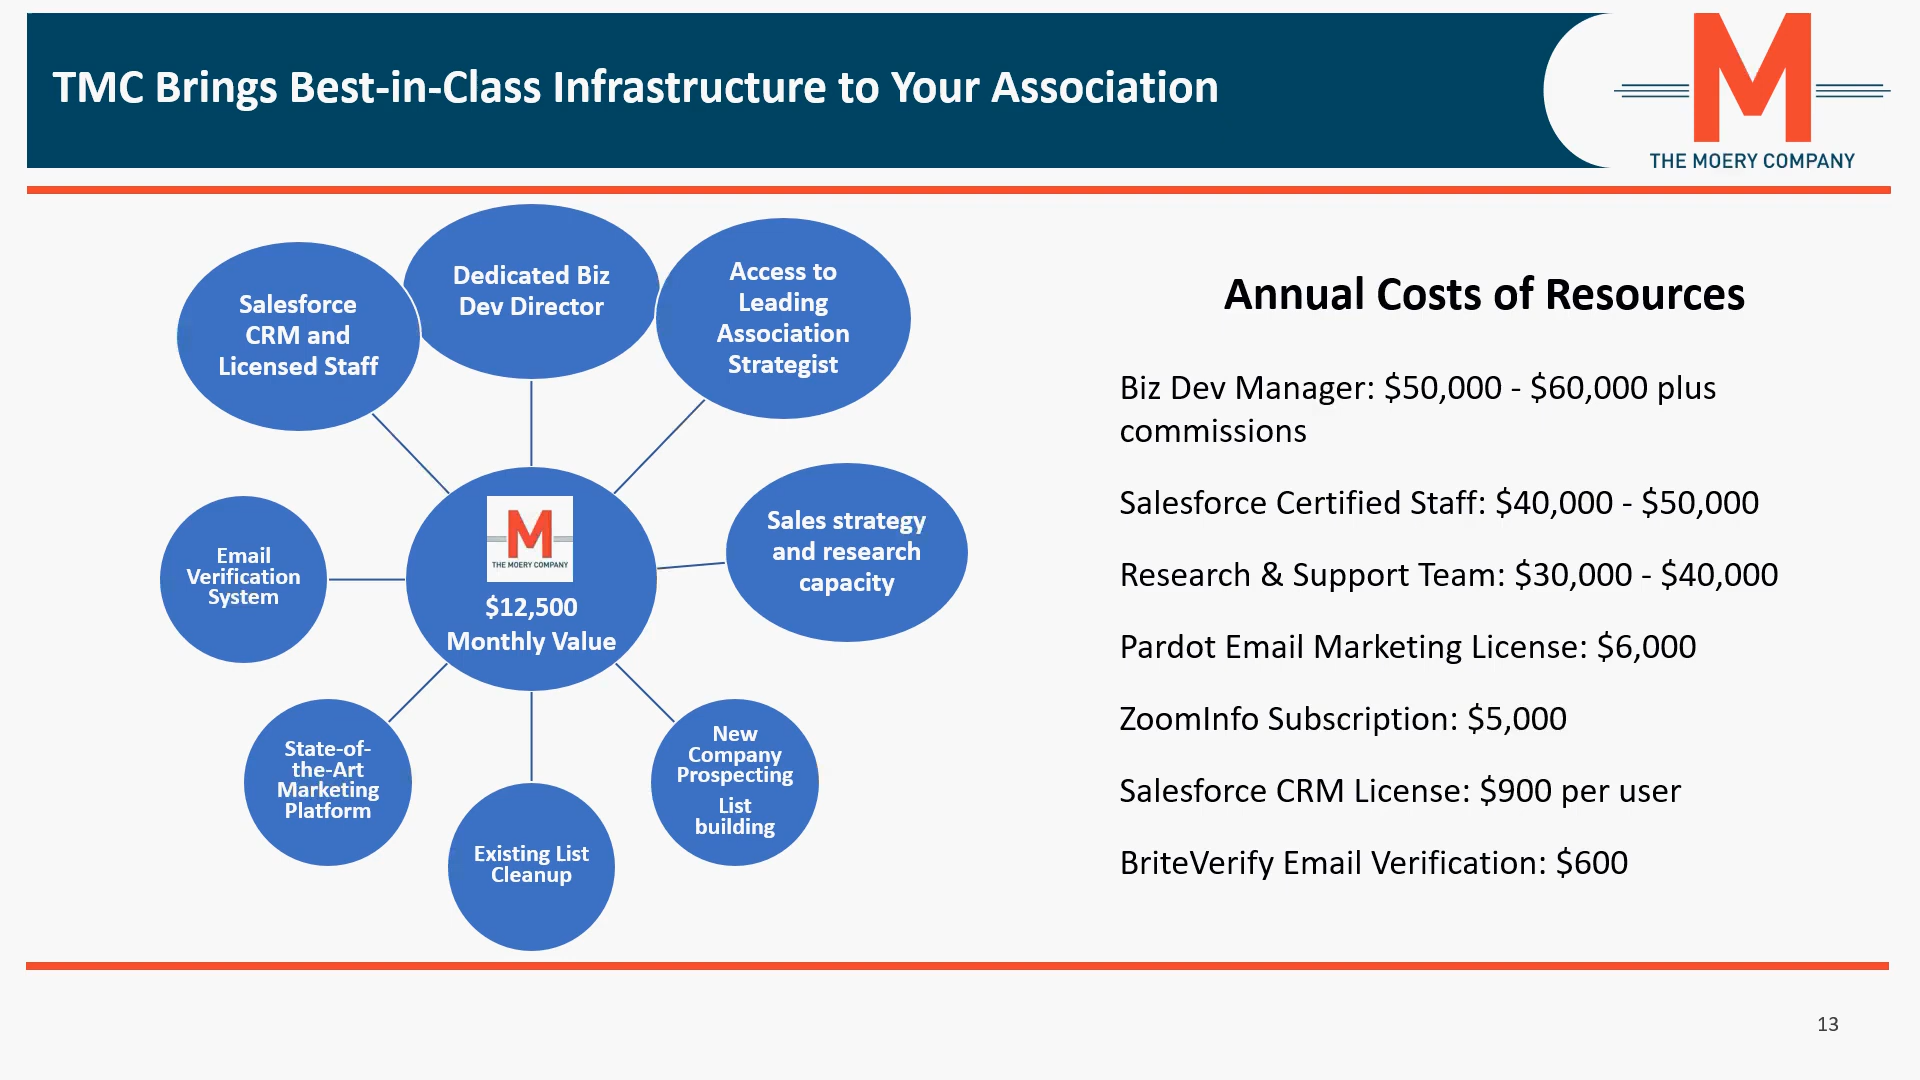 TMC Brings Best-in-Class Infrastructure to Your Association
M
THE MOERY COMPANY
Salesforce
CRM and
Licensed Staff
Dedicated Biz
Dev Director
Access to
Leading
Association
Strategist
Email
Verification
System
M
THE MOERY COMPANY
$12,500
Monthly Value
Sales strategy
and research
capacity
State-of-
the-Art
Marketing
Platform
Existing List
Cleanup
New
Company
Prospecting
List
building
Annual Costs of Resources
Biz Dev Manager: $50,000 - $60,000 plus
commissions
Salesforce Certified Staff: $40,000 - $50,000
Research & Support Team: $30,000 - $40,000
Pardot Email Marketing License: $6,000
ZoomInfo Subscription: $5,000
Salesforce CRM License: $900 per user
BriteVerify Email Verification: $600
13